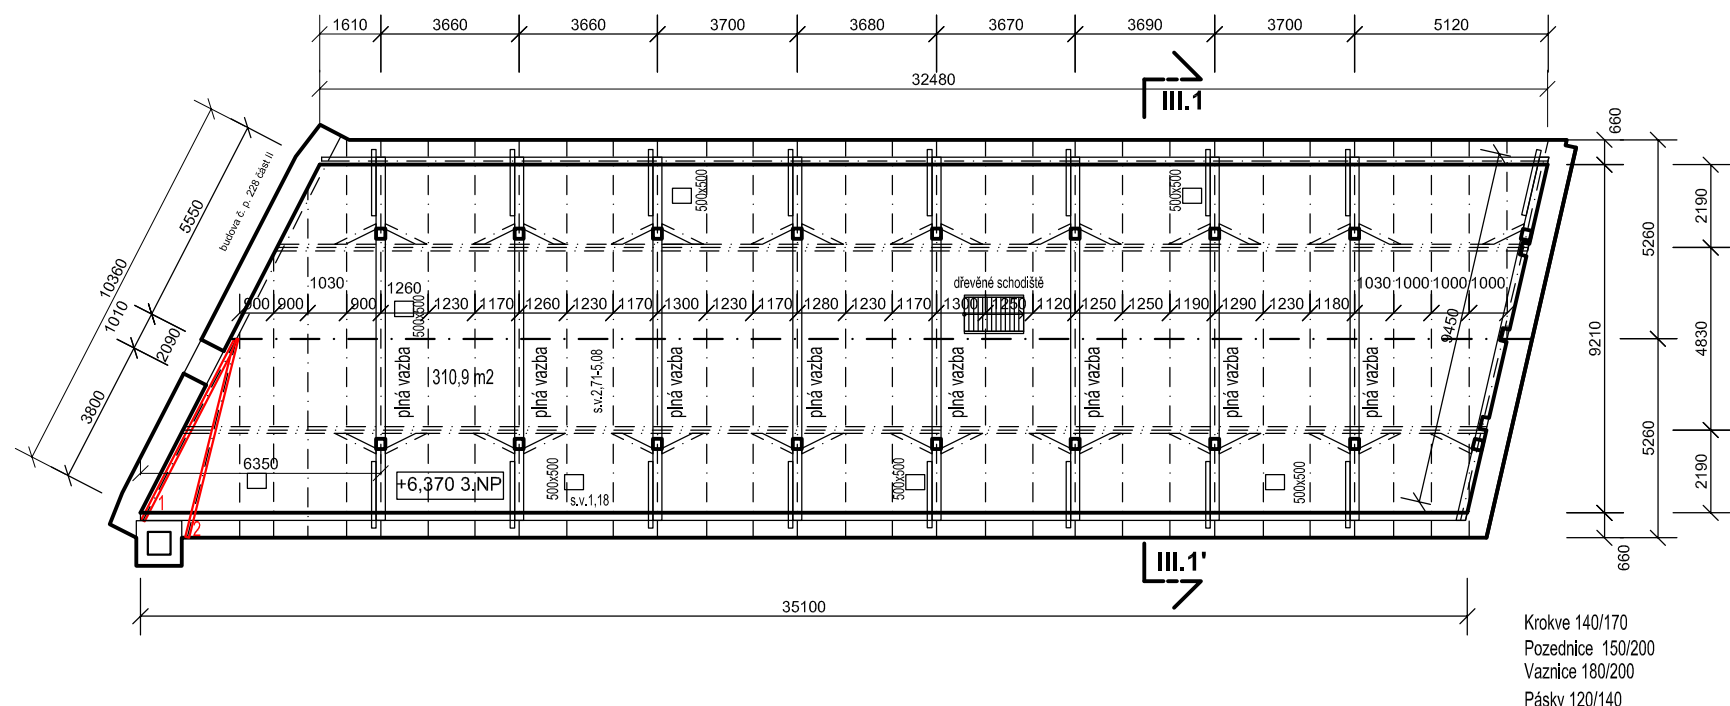 1610 3660 3660 3700 3680 3670 3690 3700 5120
32480
III.1
660
budova č. p. 228 část II
5550
10360
1010
2090
3800
500x500
500x500
2190
5260
4830
9210
5260
2190
660
9450
dřevěné schodiště
1030
1260
900 900 900 1230 1170 1260 1230 1170 1300 1230 1170 1280 1230 1170 1300 1250 1120 1250 1250 1190 1290 1230 1180
1030 1000 1000 1000
500x500
plná vazba
310,9 m2
plná vazba
s.v.2,71-5,08
plná vazba
plná vazba
plná vazba
plná vazba
plná vazba
plná vazba
6350
+6,370 3.NP
500x500
s.v.1,18
500x500
500x500
1
2
III.1'
35100
Krokve 140/170
Pozednice 150/200
Vaznice 180/200
Pásky 120/140